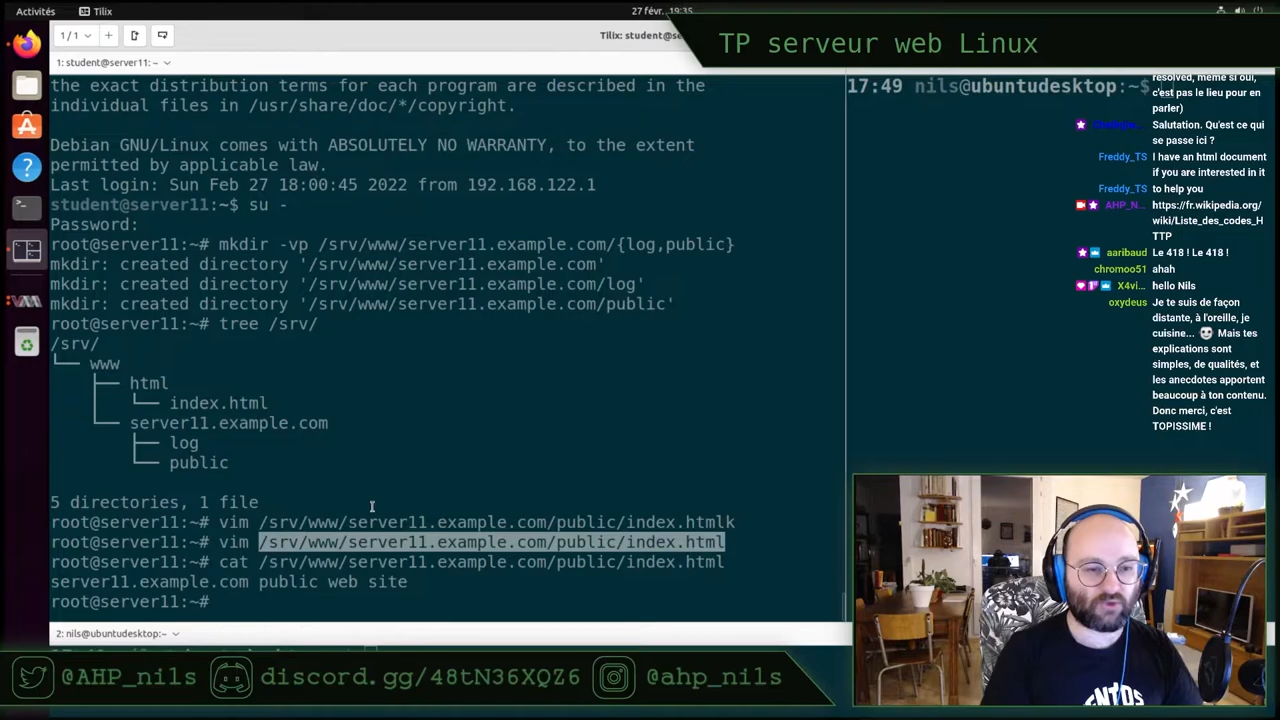 Activités
Tilix
27 févr. 19:35
1 / 1
Tilix: student@se
TP serveur web Linux
1: student@server11: ~
the exact distribution terms for each program are described in the
individual files in /usr/share/doc/*/copyright.
Debian GNU/Linux comes with ABSOLUTELY NO WARRANTY, to the extent
permitted by applicable law.
Last login: Sun Feb 27 18:00:45 2022 from 192.168.122.1
student@server11:~$ su -
Password:
root@server11:~# mkdir -vp /srv/www/server11.example.com/{log,public}
mkdir: created directory '/srv/www/server11.example.com'
mkdir: created directory '/srv/www/server11.example.com/log'
mkdir: created directory '/srv/www/server11.example.com/public'
root@server11:~# tree /srv/
/srv/
└── www
├── html
│   └── index.html
└── server11.example.com
├── log
└── public
5 directories, 1 file
root@server11:~# vim /srv/www/server11.example.com/public/index.htmlk
root@server11:~# vim /srv/www/server11.example.com/public/index.html
root@server11:~# cat /srv/www/server11.example.com/public/index.html
server11.example.com public web site
root@server11:~#
2: nils@ubuntudesktop: ~
17:49 nils@ubuntudesktop:~$
resolved, même si oui,
c'est pas le lieu pour en
parler)
Salutation. Qu'est ce qui
se passe ici ?
Freddy_TS I have an html document
if you are interested in it
Freddy_TS to help you
AHP_N... https://fr.wikipedia.org/
wiki/Liste_des_codes_H
TTP
aaribaud Le 418 ! Le 418 !
chromoo51 ahah
X4vi... hello Nils
oxydeus Je te suis de façon
distante, à l'oreille, je
cuisine... Mais tes
explications sont
simples, de qualités, et
les anecdotes apportent
beaucoup à ton contenu.
Donc merci, c'est
TOPISSIME !
@AHP_nils
discord.gg/48tN36XQZ6
@ahp_nils